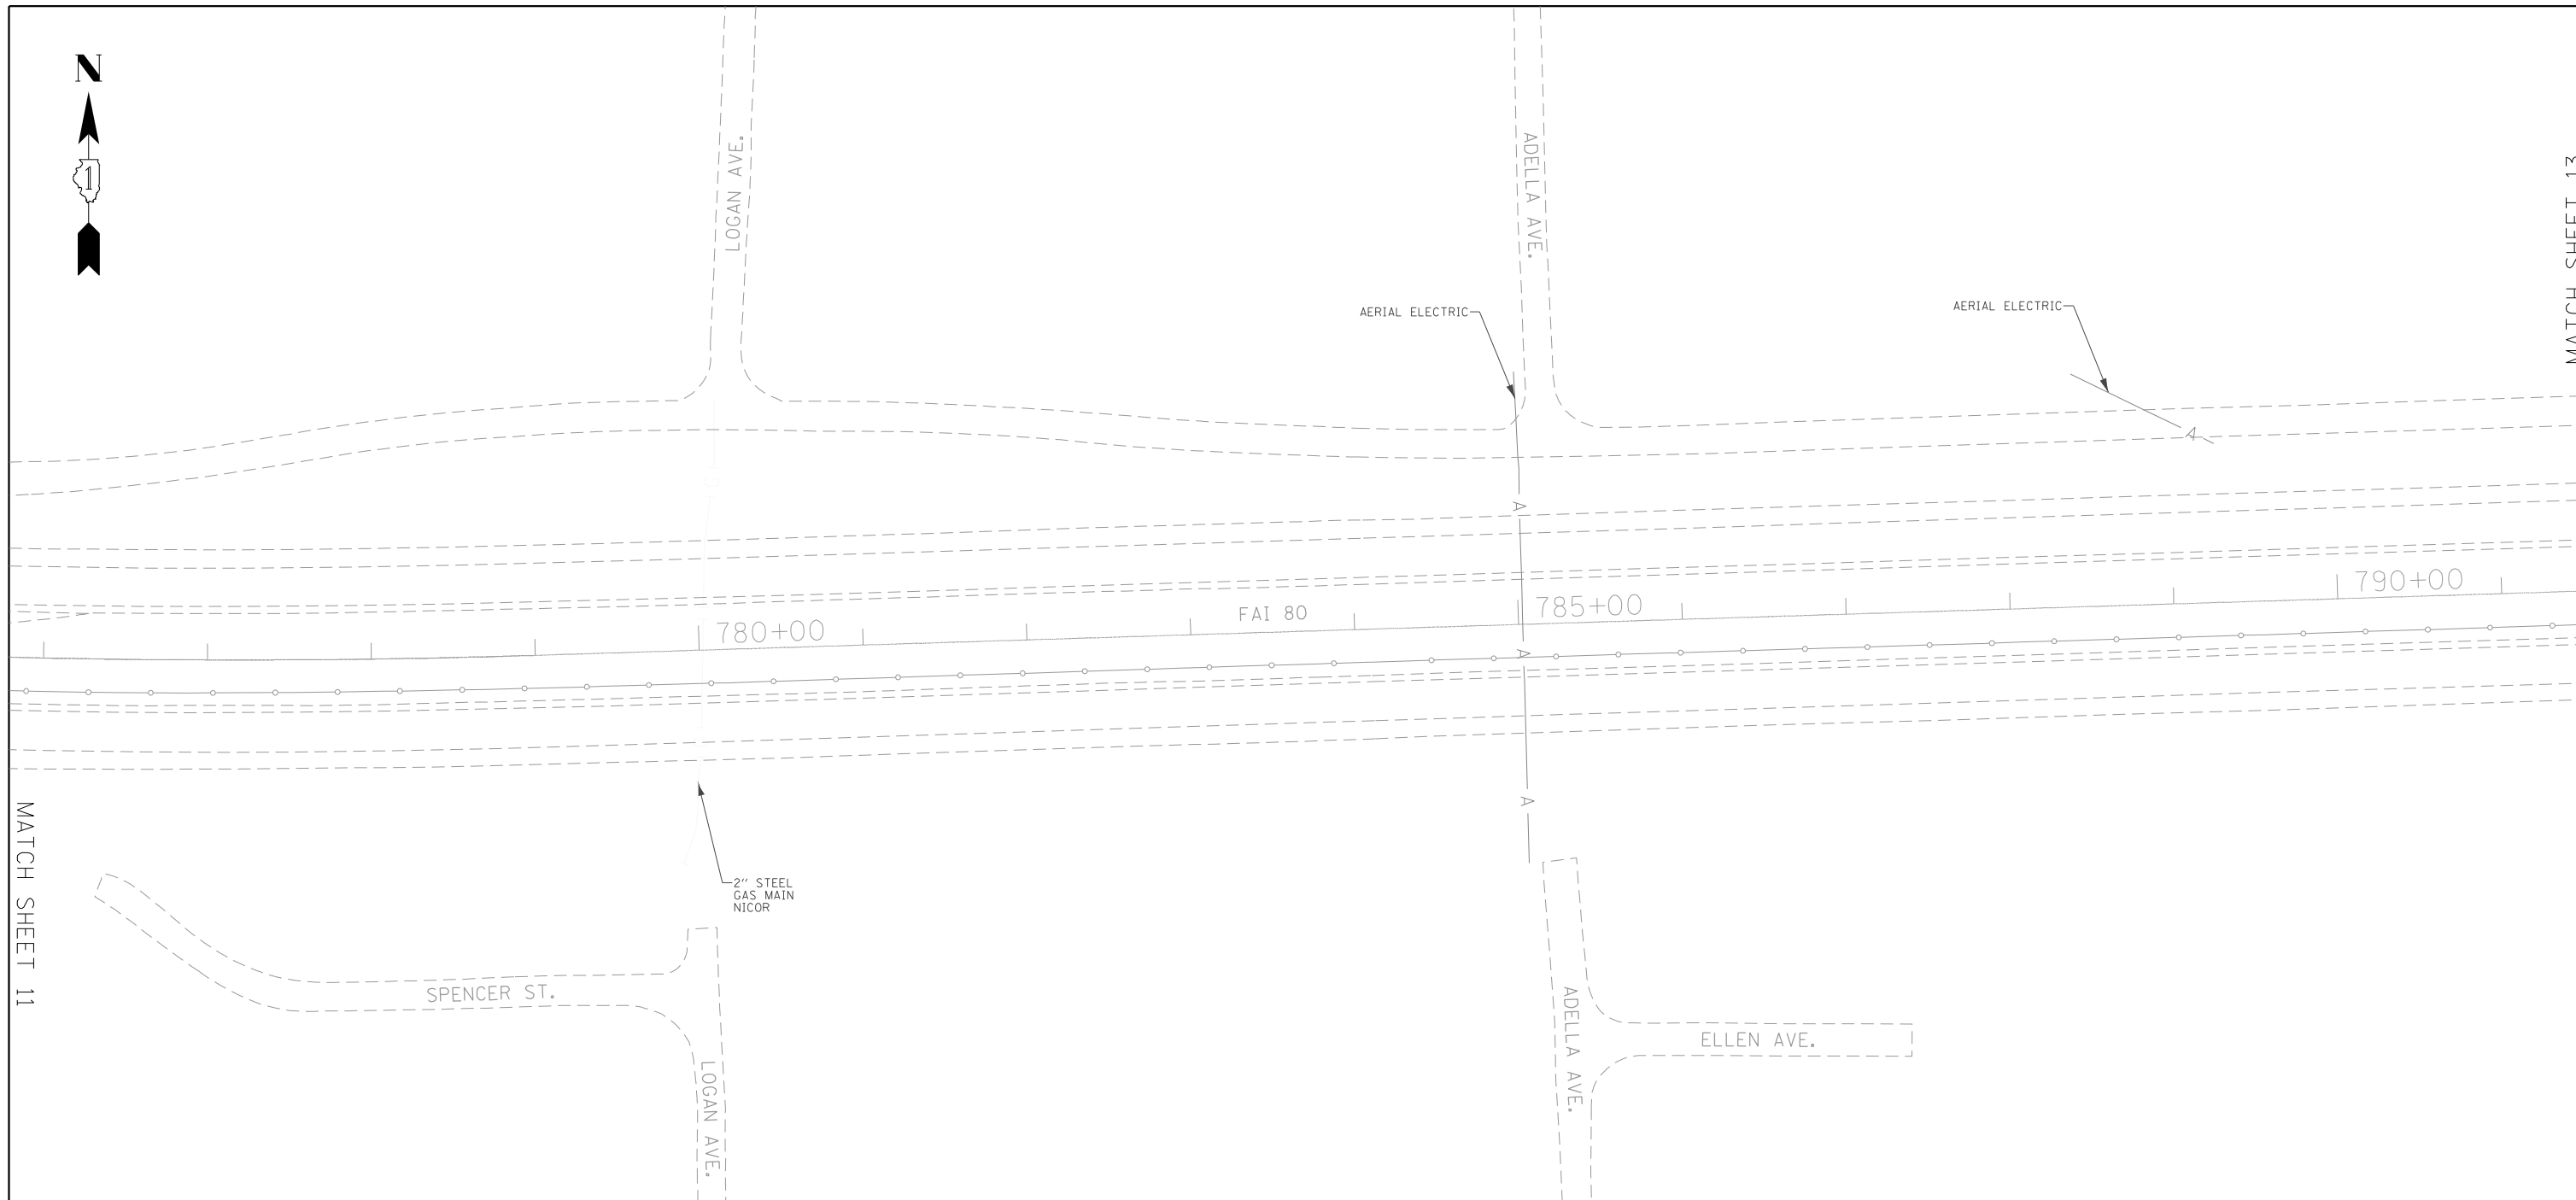 N
1
LOGAN AVE.
ADELLA AVE.
MATCH SHEET 13
AERIAL ELECTRIC
AERIAL ELECTRIC
A
A
790+00
785+00
FAI 80
780+00
A
A
MATCH SHEET 11
2" STEEL
GAS MAIN
NICOR
SPENCER ST.
ADELLA AVE.
ELLEN AVE.
LOGAN AVE.